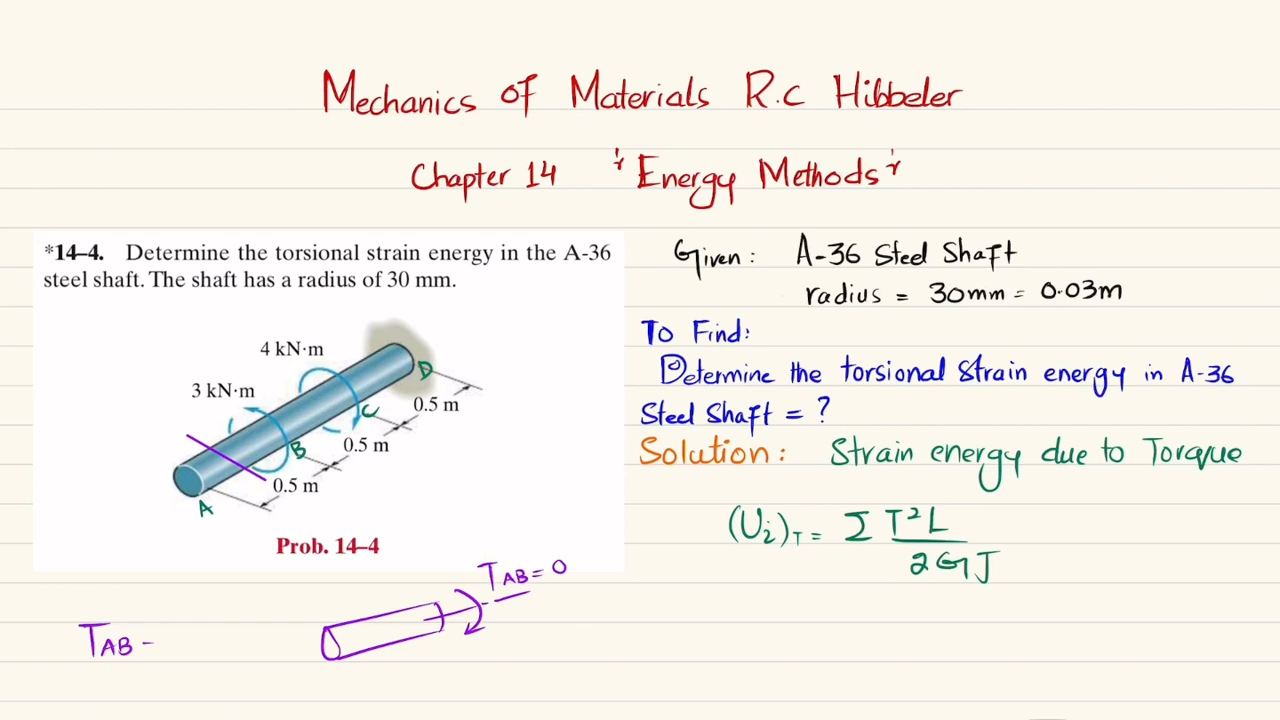 Mechanics of Materials R.C Hibbeler
Chapter 14 "Energy Methods"
*14–4. Determine the torsional strain energy in the A-36
steel shaft. The shaft has a radius of 30 mm.
4 kN·m
3 kN·m
D
C
0.5 m
B
0.5 m
0.5 m
A
Prob. 14–4
Given: A-36 Steel Shaft
radius = 30mm = 0.03m
To Find:
Determine the torsional Strain energy in A-36
Steel Shaft = ?
Solution: Strain energy due to Torque
(Ui)T = Σ T²L
2GJ
TAB = 0
TAB -